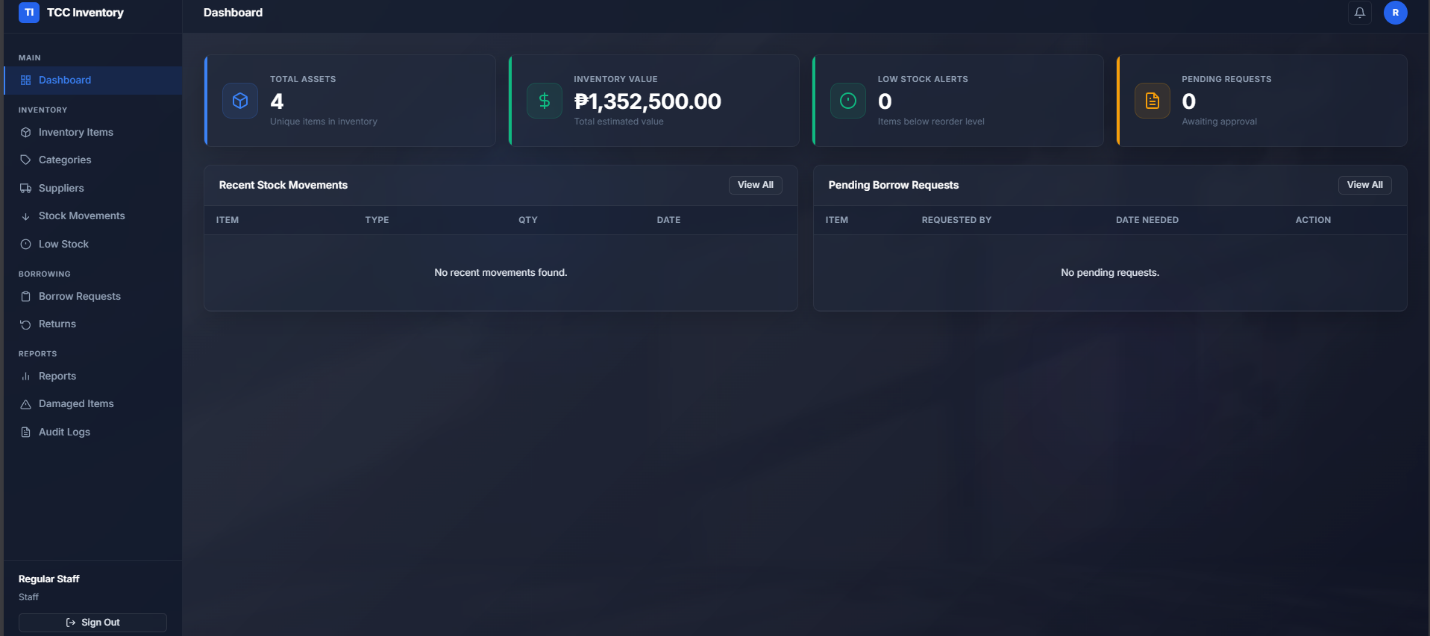 TI TCC Inventory
MAIN
Dashboard
INVENTORY
Inventory Items
Categories
Suppliers
Stock Movements
Low Stock
BORROWING
Borrow Requests
Returns
REPORTS
Reports
Damaged Items
Audit Logs
Regular Staff
Staff
Sign Out
Dashboard
R
TOTAL ASSETS
4
Unique items in inventory
INVENTORY VALUE
₱1,352,500.00
Total estimated value
LOW STOCK ALERTS
0
Items below reorder level
PENDING REQUESTS
0
Awaiting approval
Recent Stock Movements View All
ITEM TYPE QTY DATE
No recent movements found.
Pending Borrow Requests View All
ITEM REQUESTED BY DATE NEEDED ACTION
No pending requests.